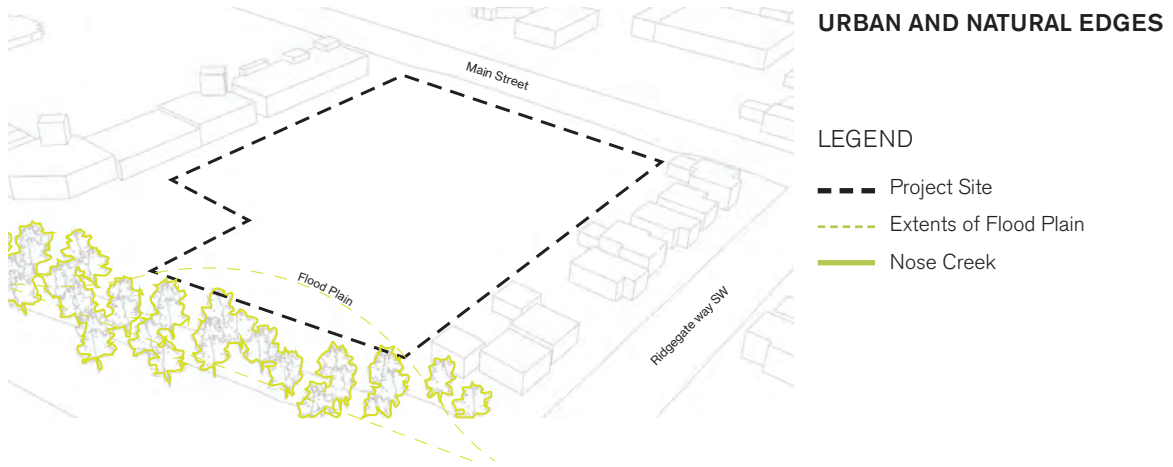 URBAN AND NATURAL EDGES
Main Street
LEGEND
Project Site
Extents of Flood Plain
Nose Creek
Flood Plain
Ridgegate way SW